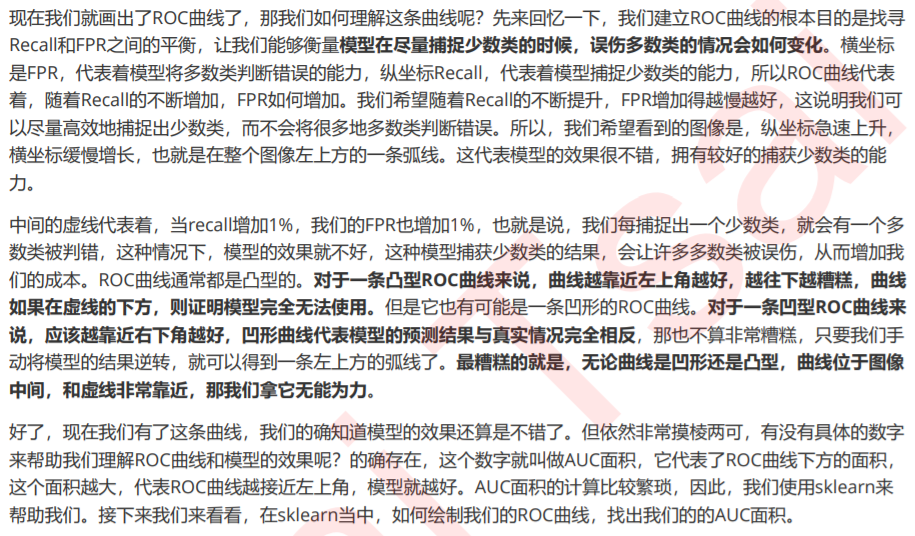 现在我们就画出了ROC曲线了，那我们如何理解这条曲线呢？先来回忆一下，我们建立ROC曲线的根本目的是找寻
Recall和FPR之间的平衡，让我们能够衡量模型在尽量捕捉少数类的时候，误伤多数类的情况会如何变化。横坐标
是FPR，代表着模型将多数类判断错误的能力，纵坐标Recall，代表着模型捕捉少数类的能力，所以ROC曲线代表
着，随着Recall的不断增加，FPR如何增加。我们希望随着Recall的不断提升，FPR增加得越慢越好，这说明我们可
以尽量高效地捕捉出少数类，而不会将很多地多数类判断错误。所以，我们希望看到的图像是，纵坐标急速上升，
横坐标缓慢增长，也就是在整个图像左上方的一条弧线。这代表模型的效果很不错，拥有较好的捕获少数类的能
力。
中间的虚线代表着，当recall增加1%，我们的FPR也增加1%，也就是说，我们每捕捉出一个少数类，就会有一个多
数类被判错，这种情况下，模型的效果就不好，这种模型捕获少数类的结果，会让许多多数类被误伤，从而增加我
们的成本。ROC曲线通常都是凸型的。对于一条凸型ROC曲线来说，曲线越靠近左上角越好，越往下越糟糕，曲线
如果在虚线的下方，则证明模型完全无法使用。但是它也有可能是一条凹形的ROC曲线。对于一条凹型ROC曲线来
说，应该越靠近右下角越好，凹形曲线代表模型的预测结果与真实情况完全相反，那也不算非常糟糕，只要我们手
动将模型的结果逆转，就可以得到一条左上方的弧线了。最糟糕的就是，无论曲线是凹形还是凸型，曲线位于图像
中间，和虚线非常靠近，那我们拿它无能为力。
好了，现在我们有了这条曲线，我们的确知道模型的效果还算是不错了。但依然非常摸棱两可，有没有具体的数字
来帮助我们理解ROC曲线和模型的效果呢？的确存在，这个数字就叫做AUC面积，它代表了ROC曲线下方的面积，
这个面积越大，代表ROC曲线越接近左上角，模型就越好。AUC面积的计算比较繁琐，因此，我们使用sklearn来
帮助我们。接下来我们来看看，在sklearn当中，如何绘制我们的ROC曲线，找出我们的的AUC面积。
Tsai